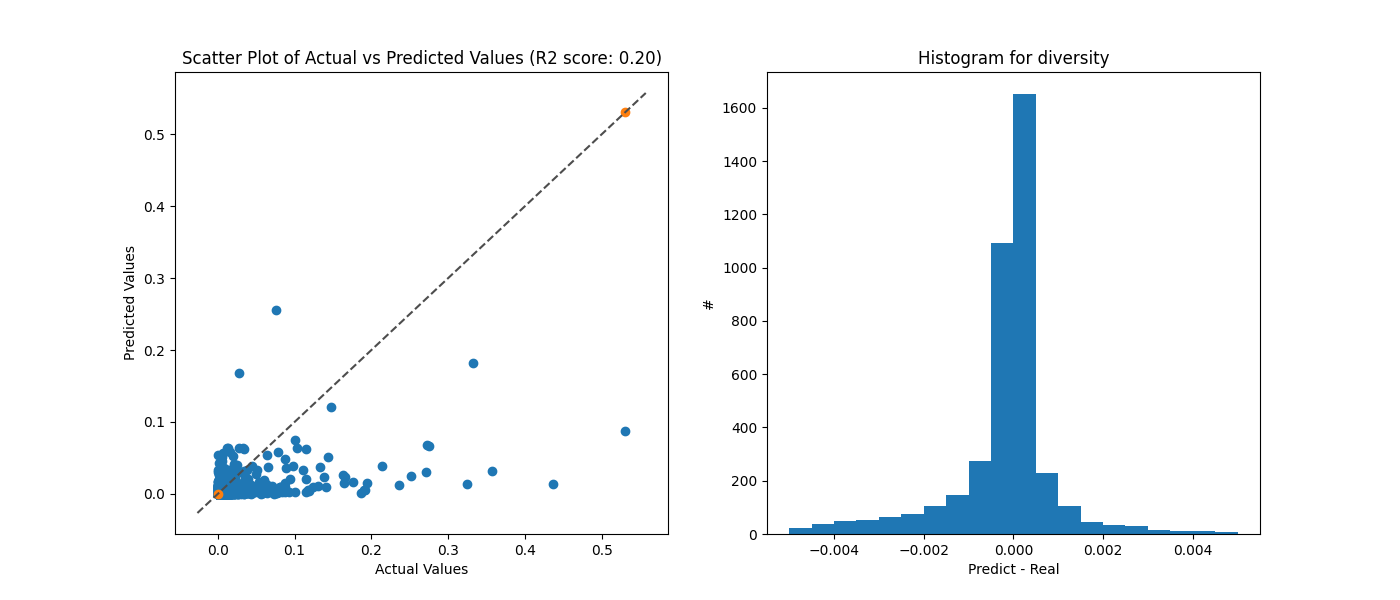 Scatter Plot of Actual vs Predicted Values (R2 score: 0.20)
Predicted Values
0.5
0.4
0.3
0.2
0.1
0.0
0.0 0.1 0.2 0.3 0.4 0.5
Actual Values
Histogram for diversity
#
1600
1400
1200
1000
800
600
400
200
0
−0.004 −0.002 0.000 0.002 0.004
Predict - Real